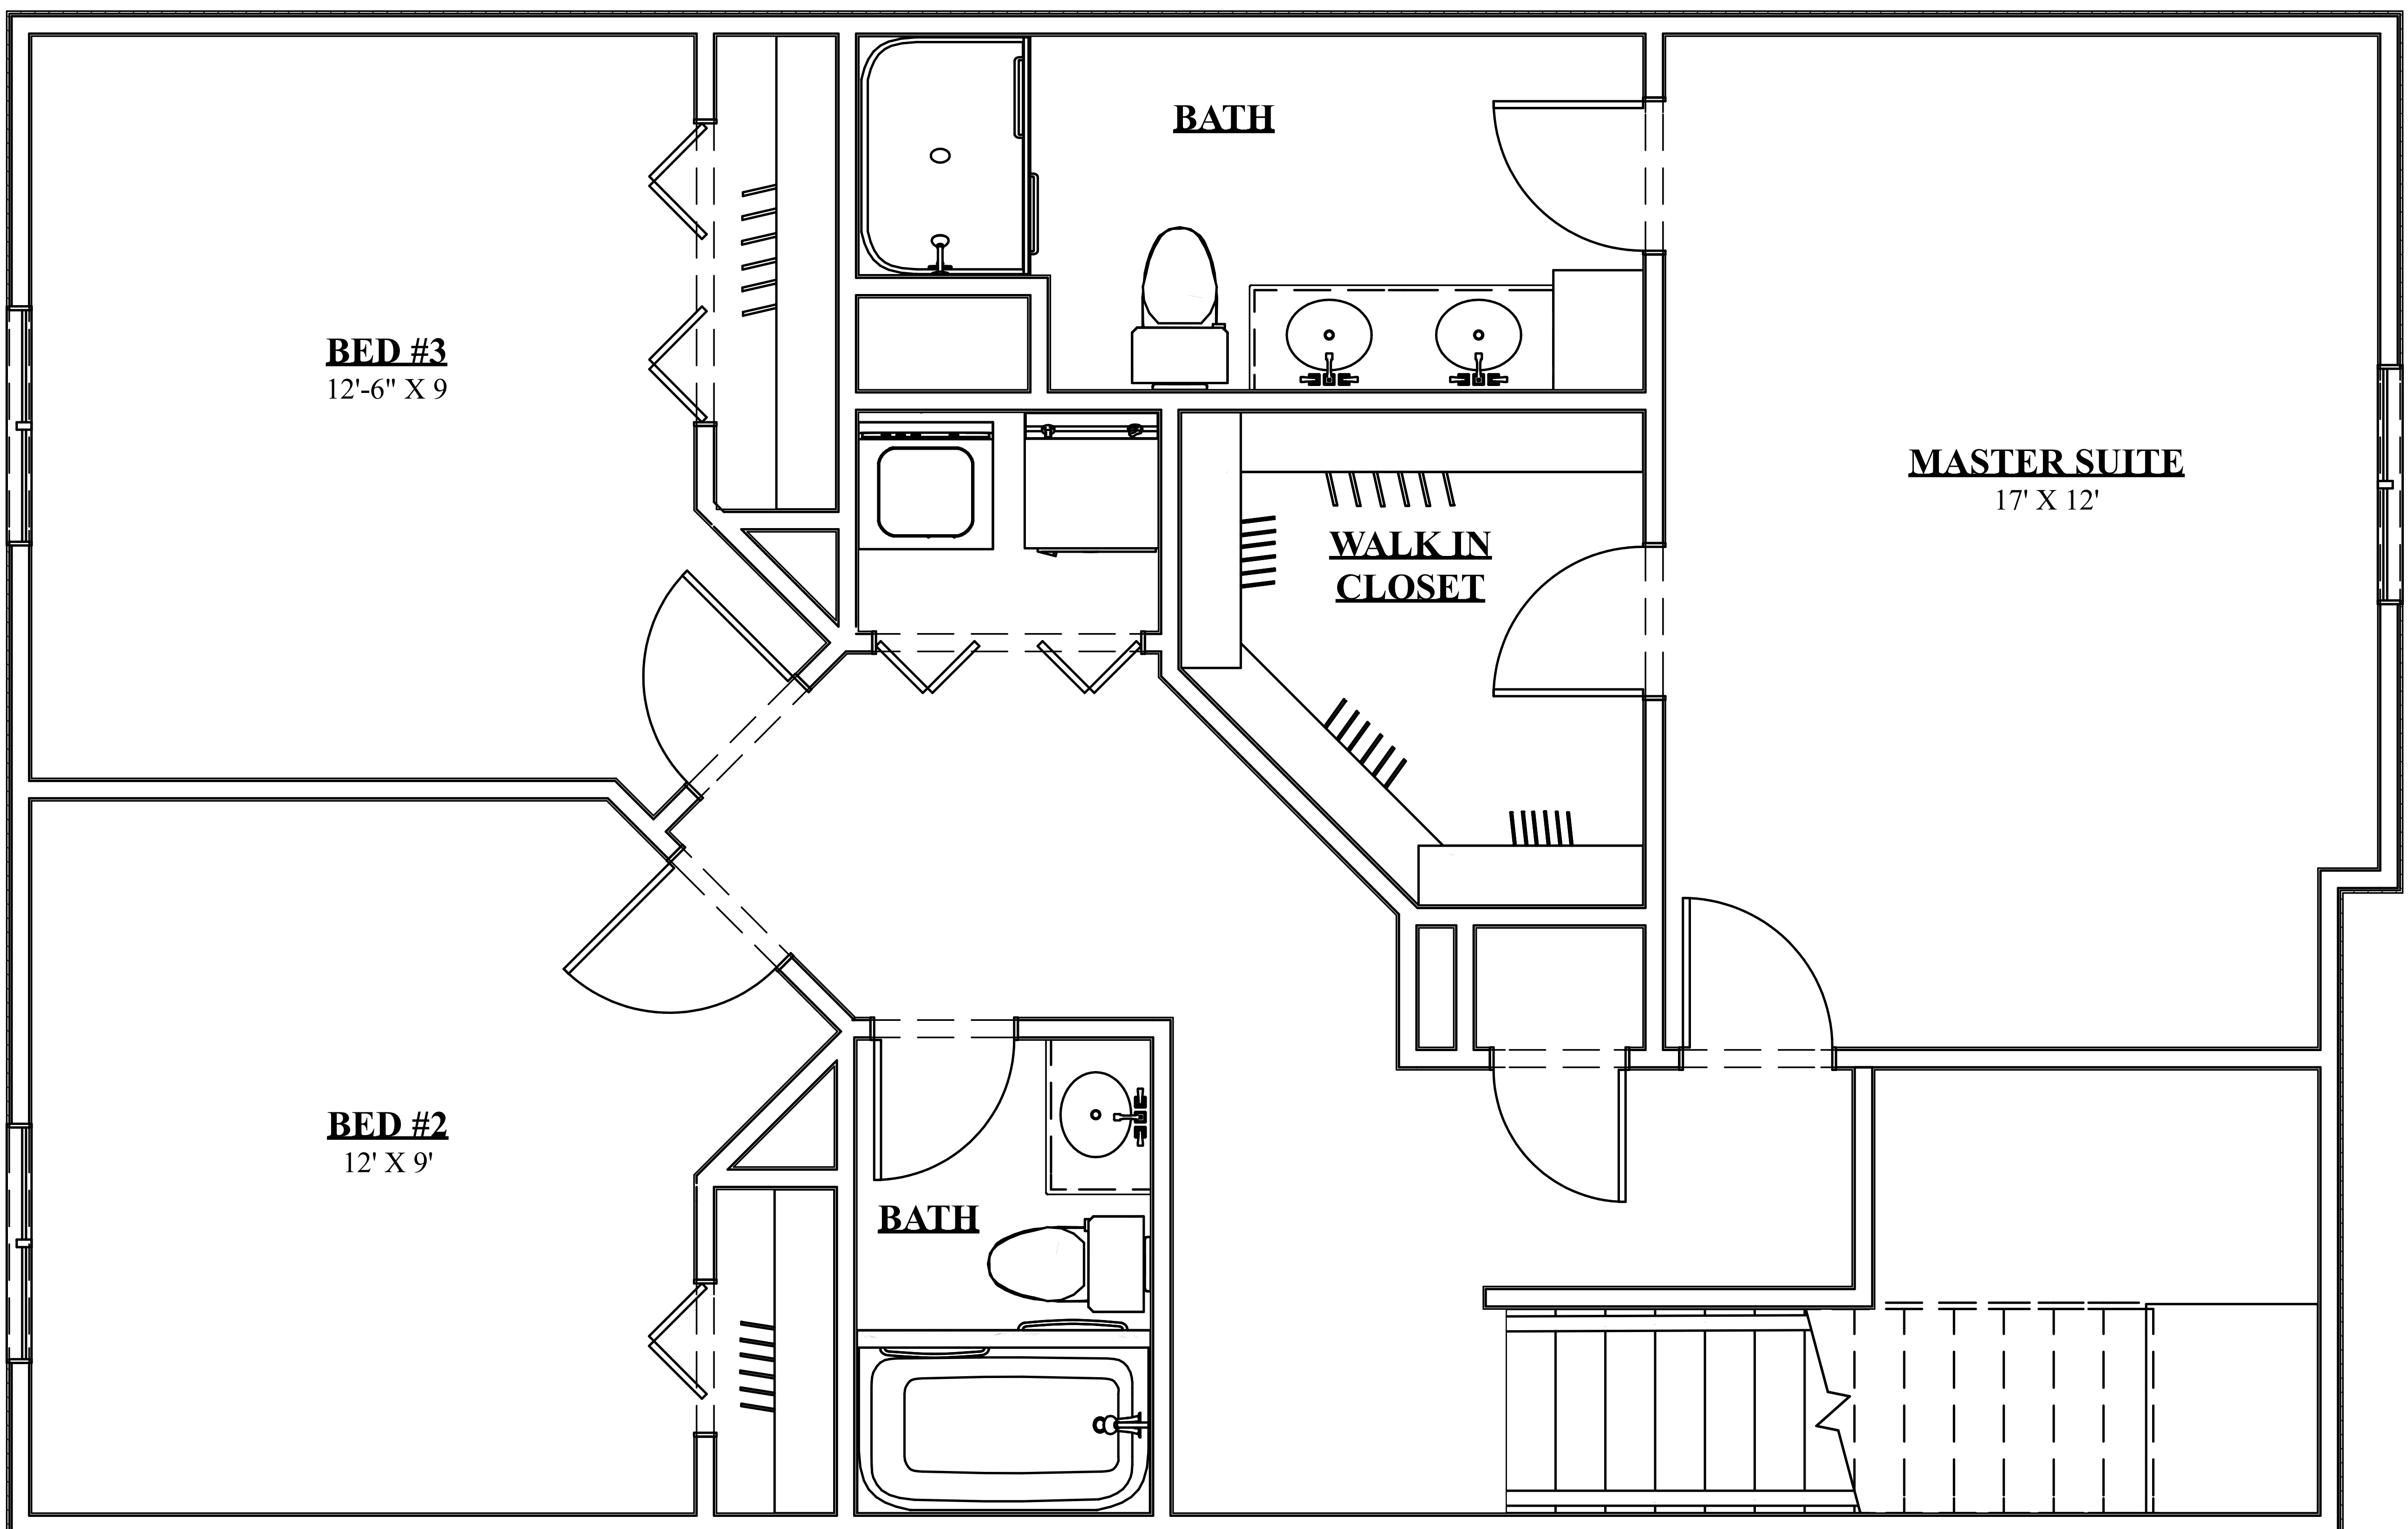 BATH
BED #3
12'-6" X 9
MASTER SUITE
17' X 12'
WALK IN
CLOSET
BED #2
12' X 9'
BATH